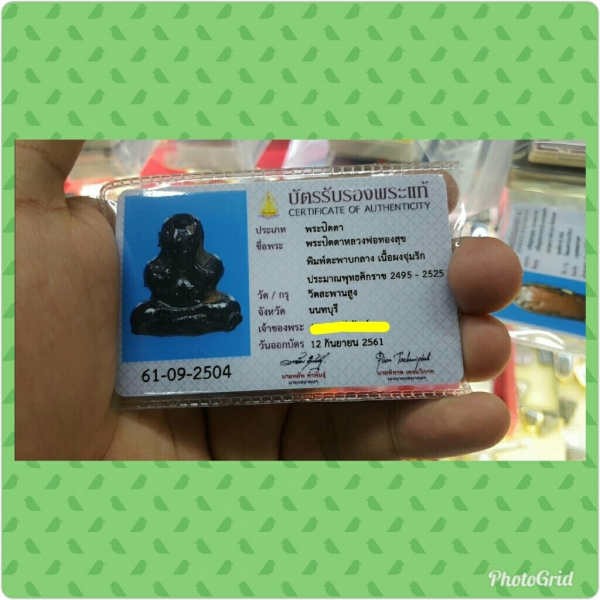 บัตรรับรองพระแท้
CERTIFICATE OF AUTHENTICITY
ประเภท พระปิดตา
ชื่อพระ พระปิดตาหลวงพ่อทองสุข
พิมพ์ตะพาบกลาง เนื้อผงจุ่มรัก
ประมาณพุทธศักราช 2495 - 2525
วัด / กรุ วัดสะพานสูง
จังหวัด นนทบุรี
เจ้าของพระ
วันออกบัตร 12 กันยายน 2561
61-09-2504
PhotoGrid